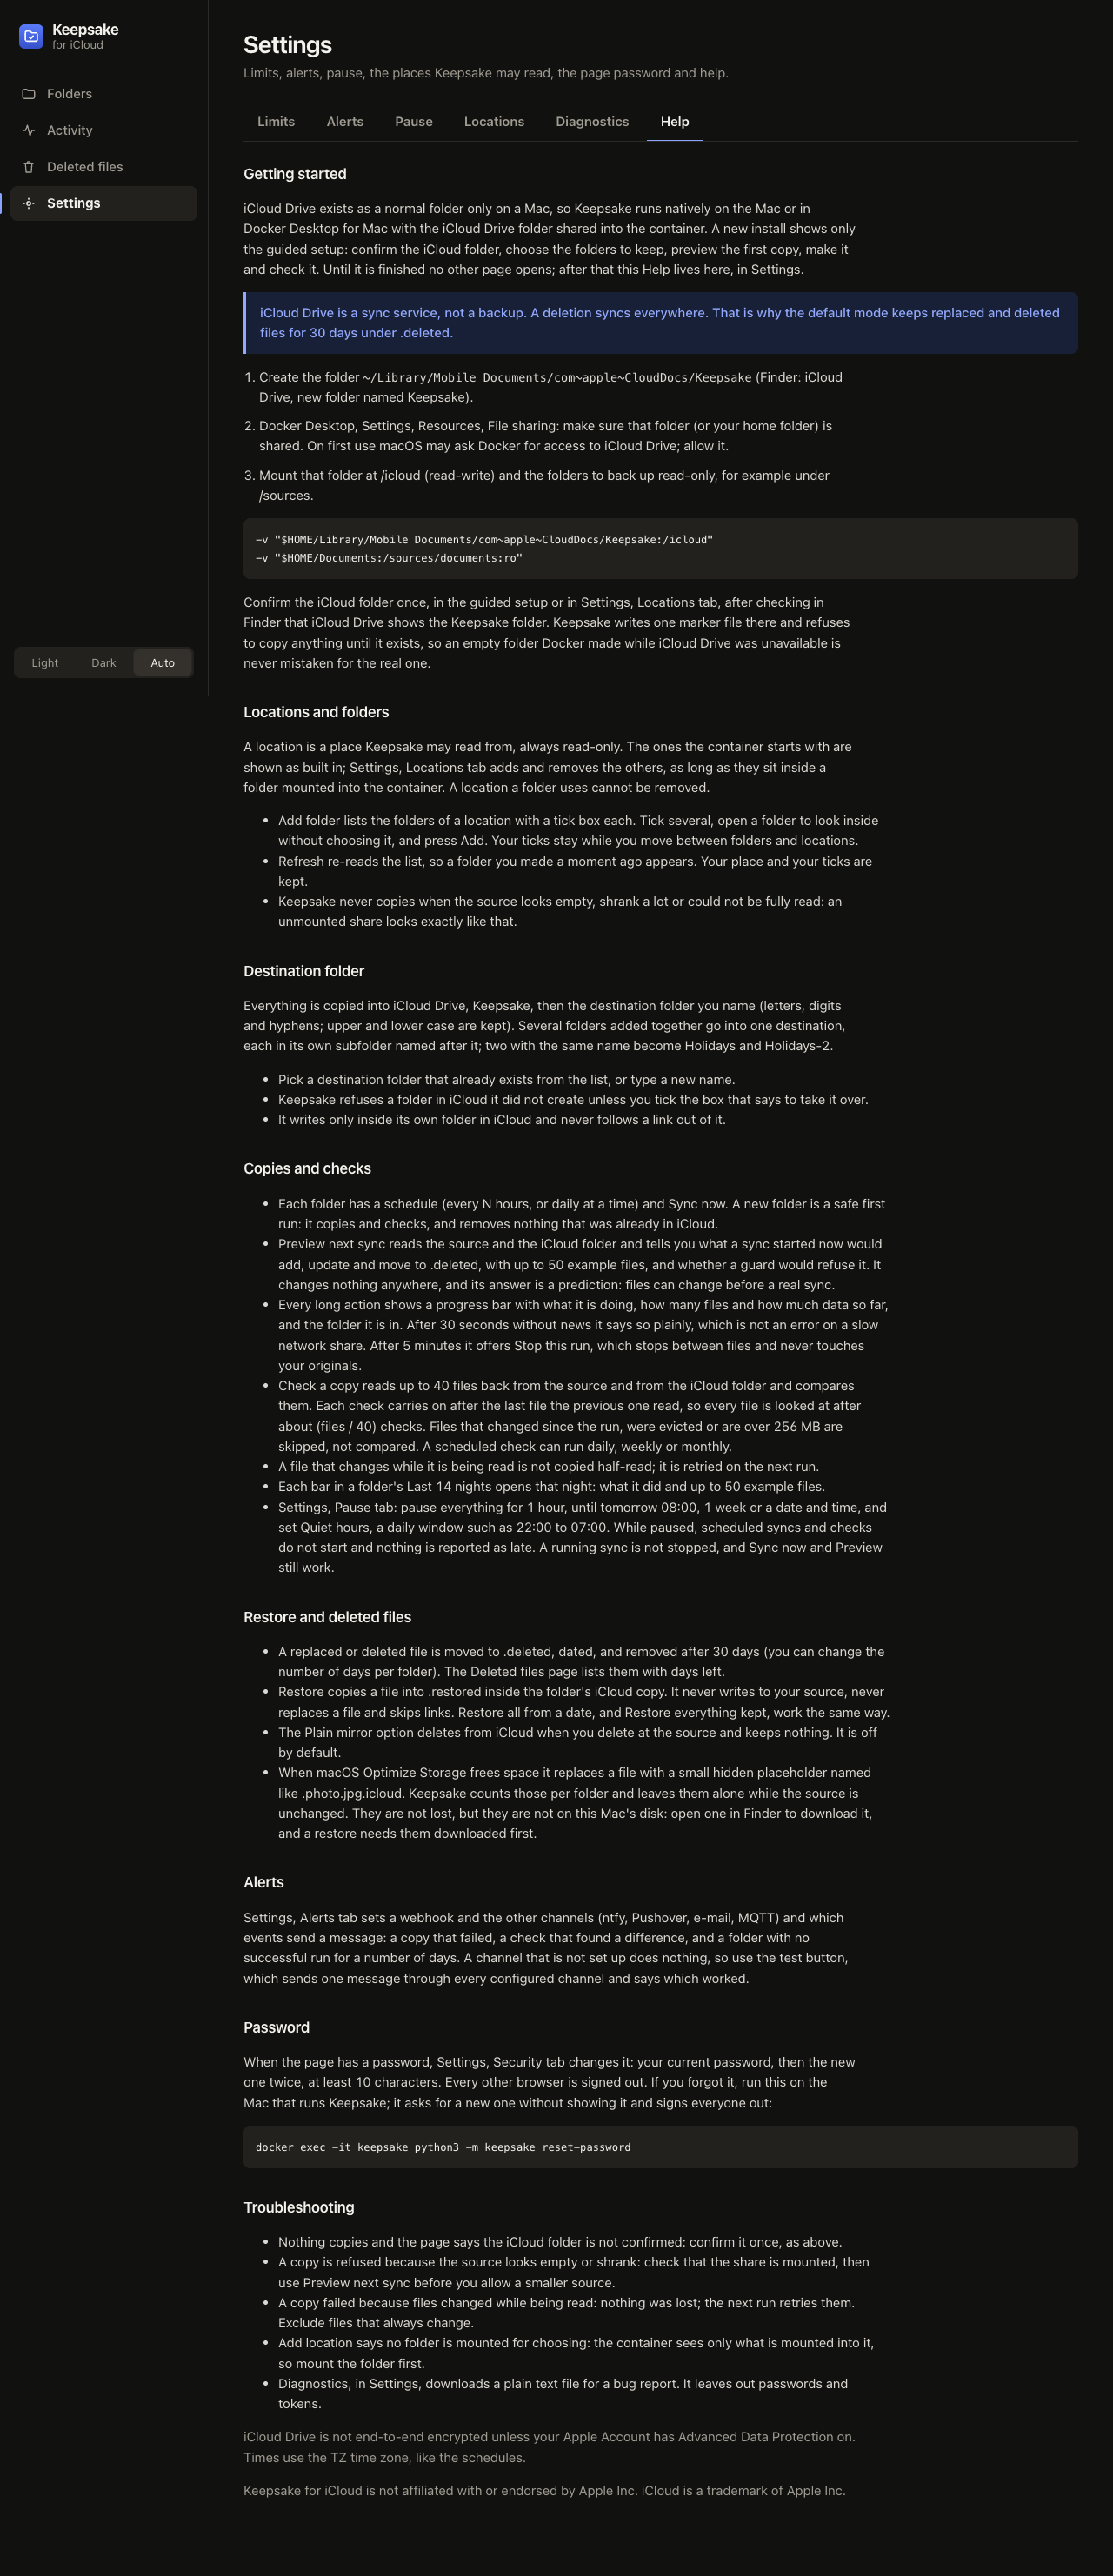 Keepsake
for iCloud
Folders
Activity
Deleted files
Settings
Light
Dark
Auto
Settings
Limits, alerts, pause, the places Keepsake may read, the page password and help.
Limits
Alerts
Pause
Locations
Diagnostics
Help
Getting started
iCloud Drive exists as a normal folder only on a Mac, so Keepsake runs natively on the Mac or in
Docker Desktop for Mac with the iCloud Drive folder shared into the container. A new install shows only
the guided setup: confirm the iCloud folder, choose the folders to keep, preview the first copy, make it
and check it. Until it is finished no other page opens; after that this Help lives here, in Settings.
iCloud Drive is a sync service, not a backup. A deletion syncs everywhere. That is why the default mode keeps replaced and deleted
files for 30 days under .deleted.
1. Create the folder ~/Library/Mobile Documents/com~apple~CloudDocs/Keepsake (Finder: iCloud
Drive, new folder named Keepsake).
2. Docker Desktop, Settings, Resources, File sharing: make sure that folder (or your home folder) is
shared. On first use macOS may ask Docker for access to iCloud Drive; allow it.
3. Mount that folder at /icloud (read-write) and the folders to back up read-only, for example under
/sources.
-v "$HOME/Library/Mobile Documents/com~apple~CloudDocs/Keepsake:/icloud"
-v "$HOME/Documents:/sources/documents:ro"
Confirm the iCloud folder once, in the guided setup or in Settings, Locations tab, after checking in
Finder that iCloud Drive shows the Keepsake folder. Keepsake writes one marker file there and refuses
to copy anything until it exists, so an empty folder Docker made while iCloud Drive was unavailable is
never mistaken for the real one.
Locations and folders
A location is a place Keepsake may read from, always read-only. The ones the container starts with are
shown as built in; Settings, Locations tab adds and removes the others, as long as they sit inside a
folder mounted into the container. A location a folder uses cannot be removed.
• Add folder lists the folders of a location with a tick box each. Tick several, open a folder to look inside
without choosing it, and press Add. Your ticks stay while you move between folders and locations.
• Refresh re-reads the list, so a folder you made a moment ago appears. Your place and your ticks are
kept.
• Keepsake never copies when the source looks empty, shrank a lot or could not be fully read: an
unmounted share looks exactly like that.
Destination folder
Everything is copied into iCloud Drive, Keepsake, then the destination folder you name (letters, digits
and hyphens; upper and lower case are kept). Several folders added together go into one destination,
each in its own subfolder named after it; two with the same name become Holidays and Holidays-2.
• Pick a destination folder that already exists from the list, or type a new name.
• Keepsake refuses a folder in iCloud it did not create unless you tick the box that says to take it over.
• It writes only inside its own folder in iCloud and never follows a link out of it.
Copies and checks
• Each folder has a schedule (every N hours, or daily at a time) and Sync now. A new folder is a safe first
run: it copies and checks, and removes nothing that was already in iCloud.
• Preview next sync reads the source and the iCloud folder and tells you what a sync started now would
add, update and move to .deleted, with up to 50 example files, and whether a guard would refuse it. It
changes nothing anywhere, and its answer is a prediction: files can change before a real sync.
• Every long action shows a progress bar with what it is doing, how many files and how much data so far,
and the folder it is in. After 30 seconds without news it says so plainly, which is not an error on a slow
network share. After 5 minutes it offers Stop this run, which stops between files and never touches
your originals.
• Check a copy reads up to 40 files back from the source and from the iCloud folder and compares
them. Each check carries on after the last file the previous one read, so every file is looked at after
about (files / 40) checks. Files that changed since the run, were evicted or are over 256 MB are
skipped, not compared. A scheduled check can run daily, weekly or monthly.
• A file that changes while it is being read is not copied half-read; it is retried on the next run.
• Each bar in a folder's Last 14 nights opens that night: what it did and up to 50 example files.
• Settings, Pause tab: pause everything for 1 hour, until tomorrow 08:00, 1 week or a date and time, and
set Quiet hours, a daily window such as 22:00 to 07:00. While paused, scheduled syncs and checks
do not start and nothing is reported as late. A running sync is not stopped, and Sync now and Preview
still work.
Restore and deleted files
• A replaced or deleted file is moved to .deleted, dated, and removed after 30 days (you can change the
number of days per folder). The Deleted files page lists them with days left.
• Restore copies a file into .restored inside the folder's iCloud copy. It never writes to your source, never
replaces a file and skips links. Restore all from a date, and Restore everything kept, work the same way.
• The Plain mirror option deletes from iCloud when you delete at the source and keeps nothing. It is off
by default.
• When macOS Optimize Storage frees space it replaces a file with a small hidden placeholder named
like .photo.jpg.icloud. Keepsake counts those per folder and leaves them alone while the source is
unchanged. They are not lost, but they are not on this Mac's disk: open one in Finder to download it,
and a restore needs them downloaded first.
Alerts
Settings, Alerts tab sets a webhook and the other channels (ntfy, Pushover, e-mail, MQTT) and which
events send a message: a copy that failed, a check that found a difference, and a folder with no
successful run for a number of days. A channel that is not set up does nothing, so use the test button,
which sends one message through every configured channel and says which worked.
Password
When the page has a password, Settings, Security tab changes it: your current password, then the new
one twice, at least 10 characters. Every other browser is signed out. If you forgot it, run this on the
Mac that runs Keepsake; it asks for a new one without showing it and signs everyone out:
docker exec -it keepsake python3 -m keepsake reset-password
Troubleshooting
• Nothing copies and the page says the iCloud folder is not confirmed: confirm it once, as above.
• A copy is refused because the source looks empty or shrank: check that the share is mounted, then
use Preview next sync before you allow a smaller source.
• A copy failed because files changed while being read: nothing was lost; the next run retries them.
Exclude files that always change.
• Add location says no folder is mounted for choosing: the container sees only what is mounted into it,
so mount the folder first.
• Diagnostics, in Settings, downloads a plain text file for a bug report. It leaves out passwords and
tokens.
iCloud Drive is not end-to-end encrypted unless your Apple Account has Advanced Data Protection on.
Times use the TZ time zone, like the schedules.
Keepsake for iCloud is not affiliated with or endorsed by Apple Inc. iCloud is a trademark of Apple Inc.